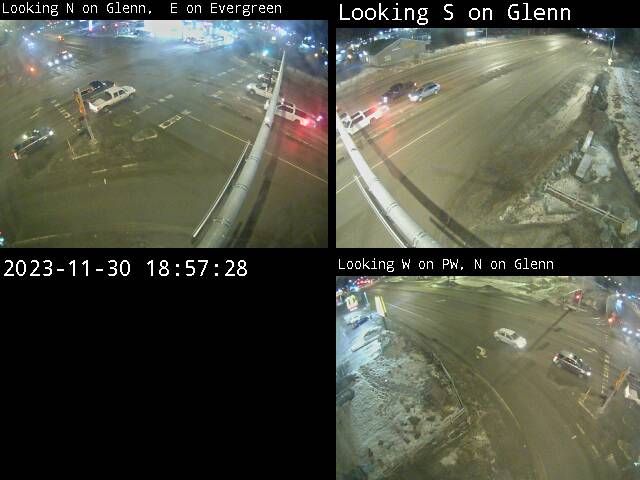 Looking N on Glenn,  E on Evergreen
Looking S on Glenn
2023-11-30 18:57:28
Looking W on PW, N on Glenn